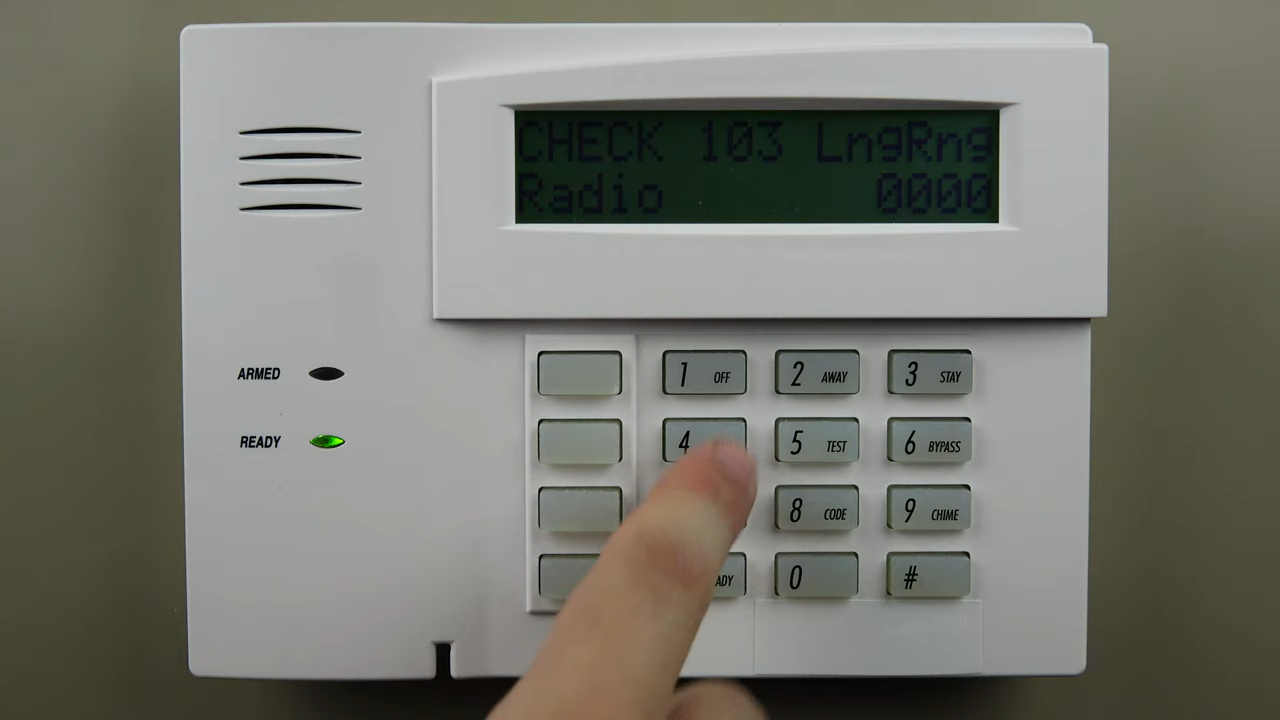 CHECK 103 LngRng
Radio 0000
ARMED
READY
1 OFF
2 AWAY
3 STAY
4
5 TEST
6 BYPASS
8 CODE
9 CHIME
ADY
0
#